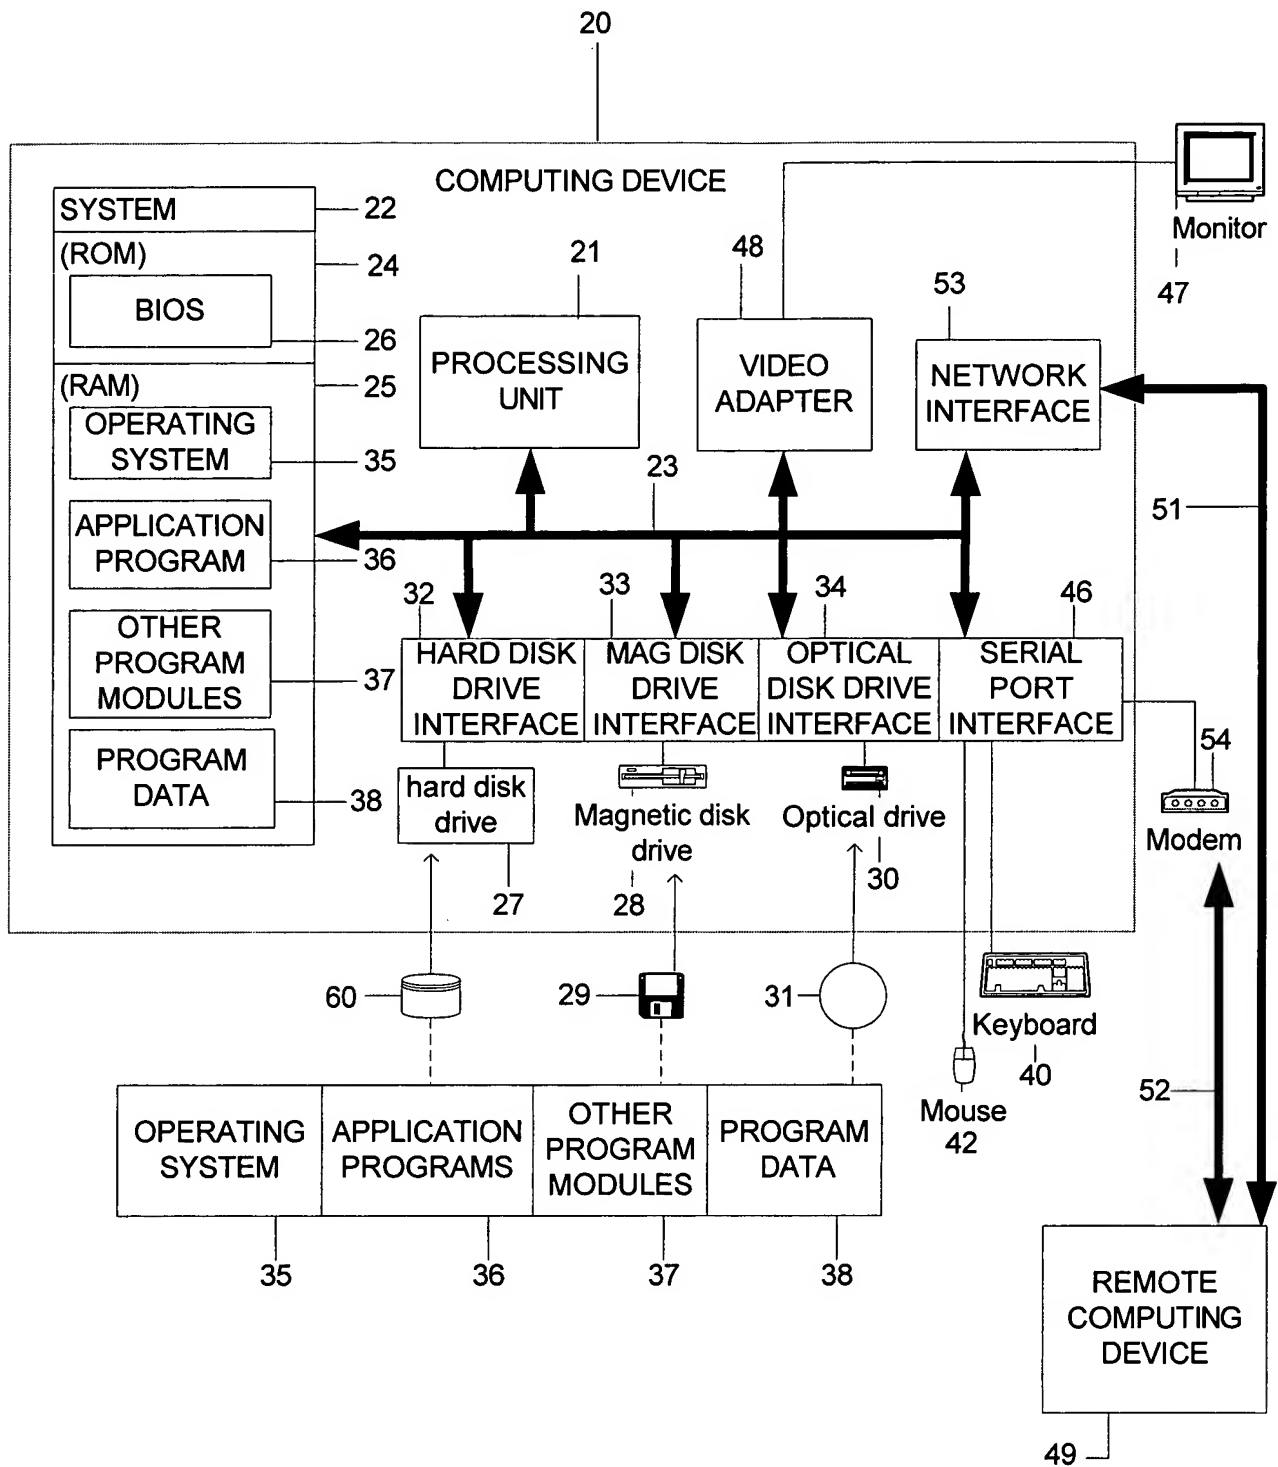 20
COMPUTING DEVICE
SYSTEM
22
(ROM)
24
BIOS
26
(RAM)
25
OPERATING
SYSTEM
35
APPLICATION
PROGRAM
36
OTHER
PROGRAM
MODULES
37
PROGRAM
DATA
38
21
PROCESSING
UNIT
48
VIDEO
ADAPTER
53
NETWORK
INTERFACE
Monitor
47
23
51
32
HARD DISK
DRIVE
INTERFACE
33
MAG DISK
DRIVE
INTERFACE
34
OPTICAL
DISK DRIVE
INTERFACE
46
SERIAL
PORT
INTERFACE
hard disk
drive
27
Magnetic disk
drive
28
Optical drive
30
54
Modem
60
29
31
Keyboard
40
Mouse
42
52
OPERATING
SYSTEM
35
APPLICATION
PROGRAMS
36
OTHER
PROGRAM
MODULES
37
PROGRAM
DATA
38
REMOTE
COMPUTING
DEVICE
49